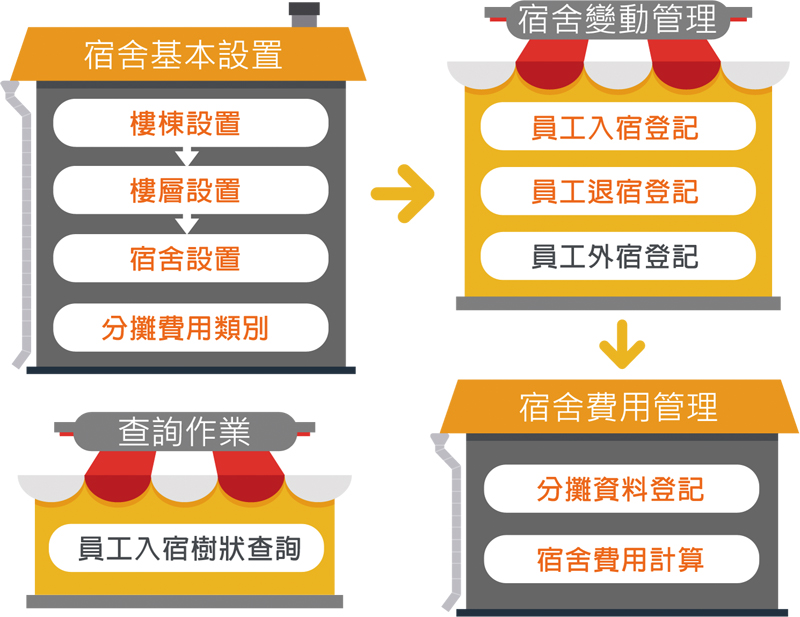 宿舍基本設置
樓棟設置
樓層設置
宿舍設置
分攤費用類別
宿舍變動管理
員工入宿登記
員工退宿登記
員工外宿登記
宿舍費用管理
分攤資料登記
宿舍費用計算
查詢作業
員工入宿樹狀查詢